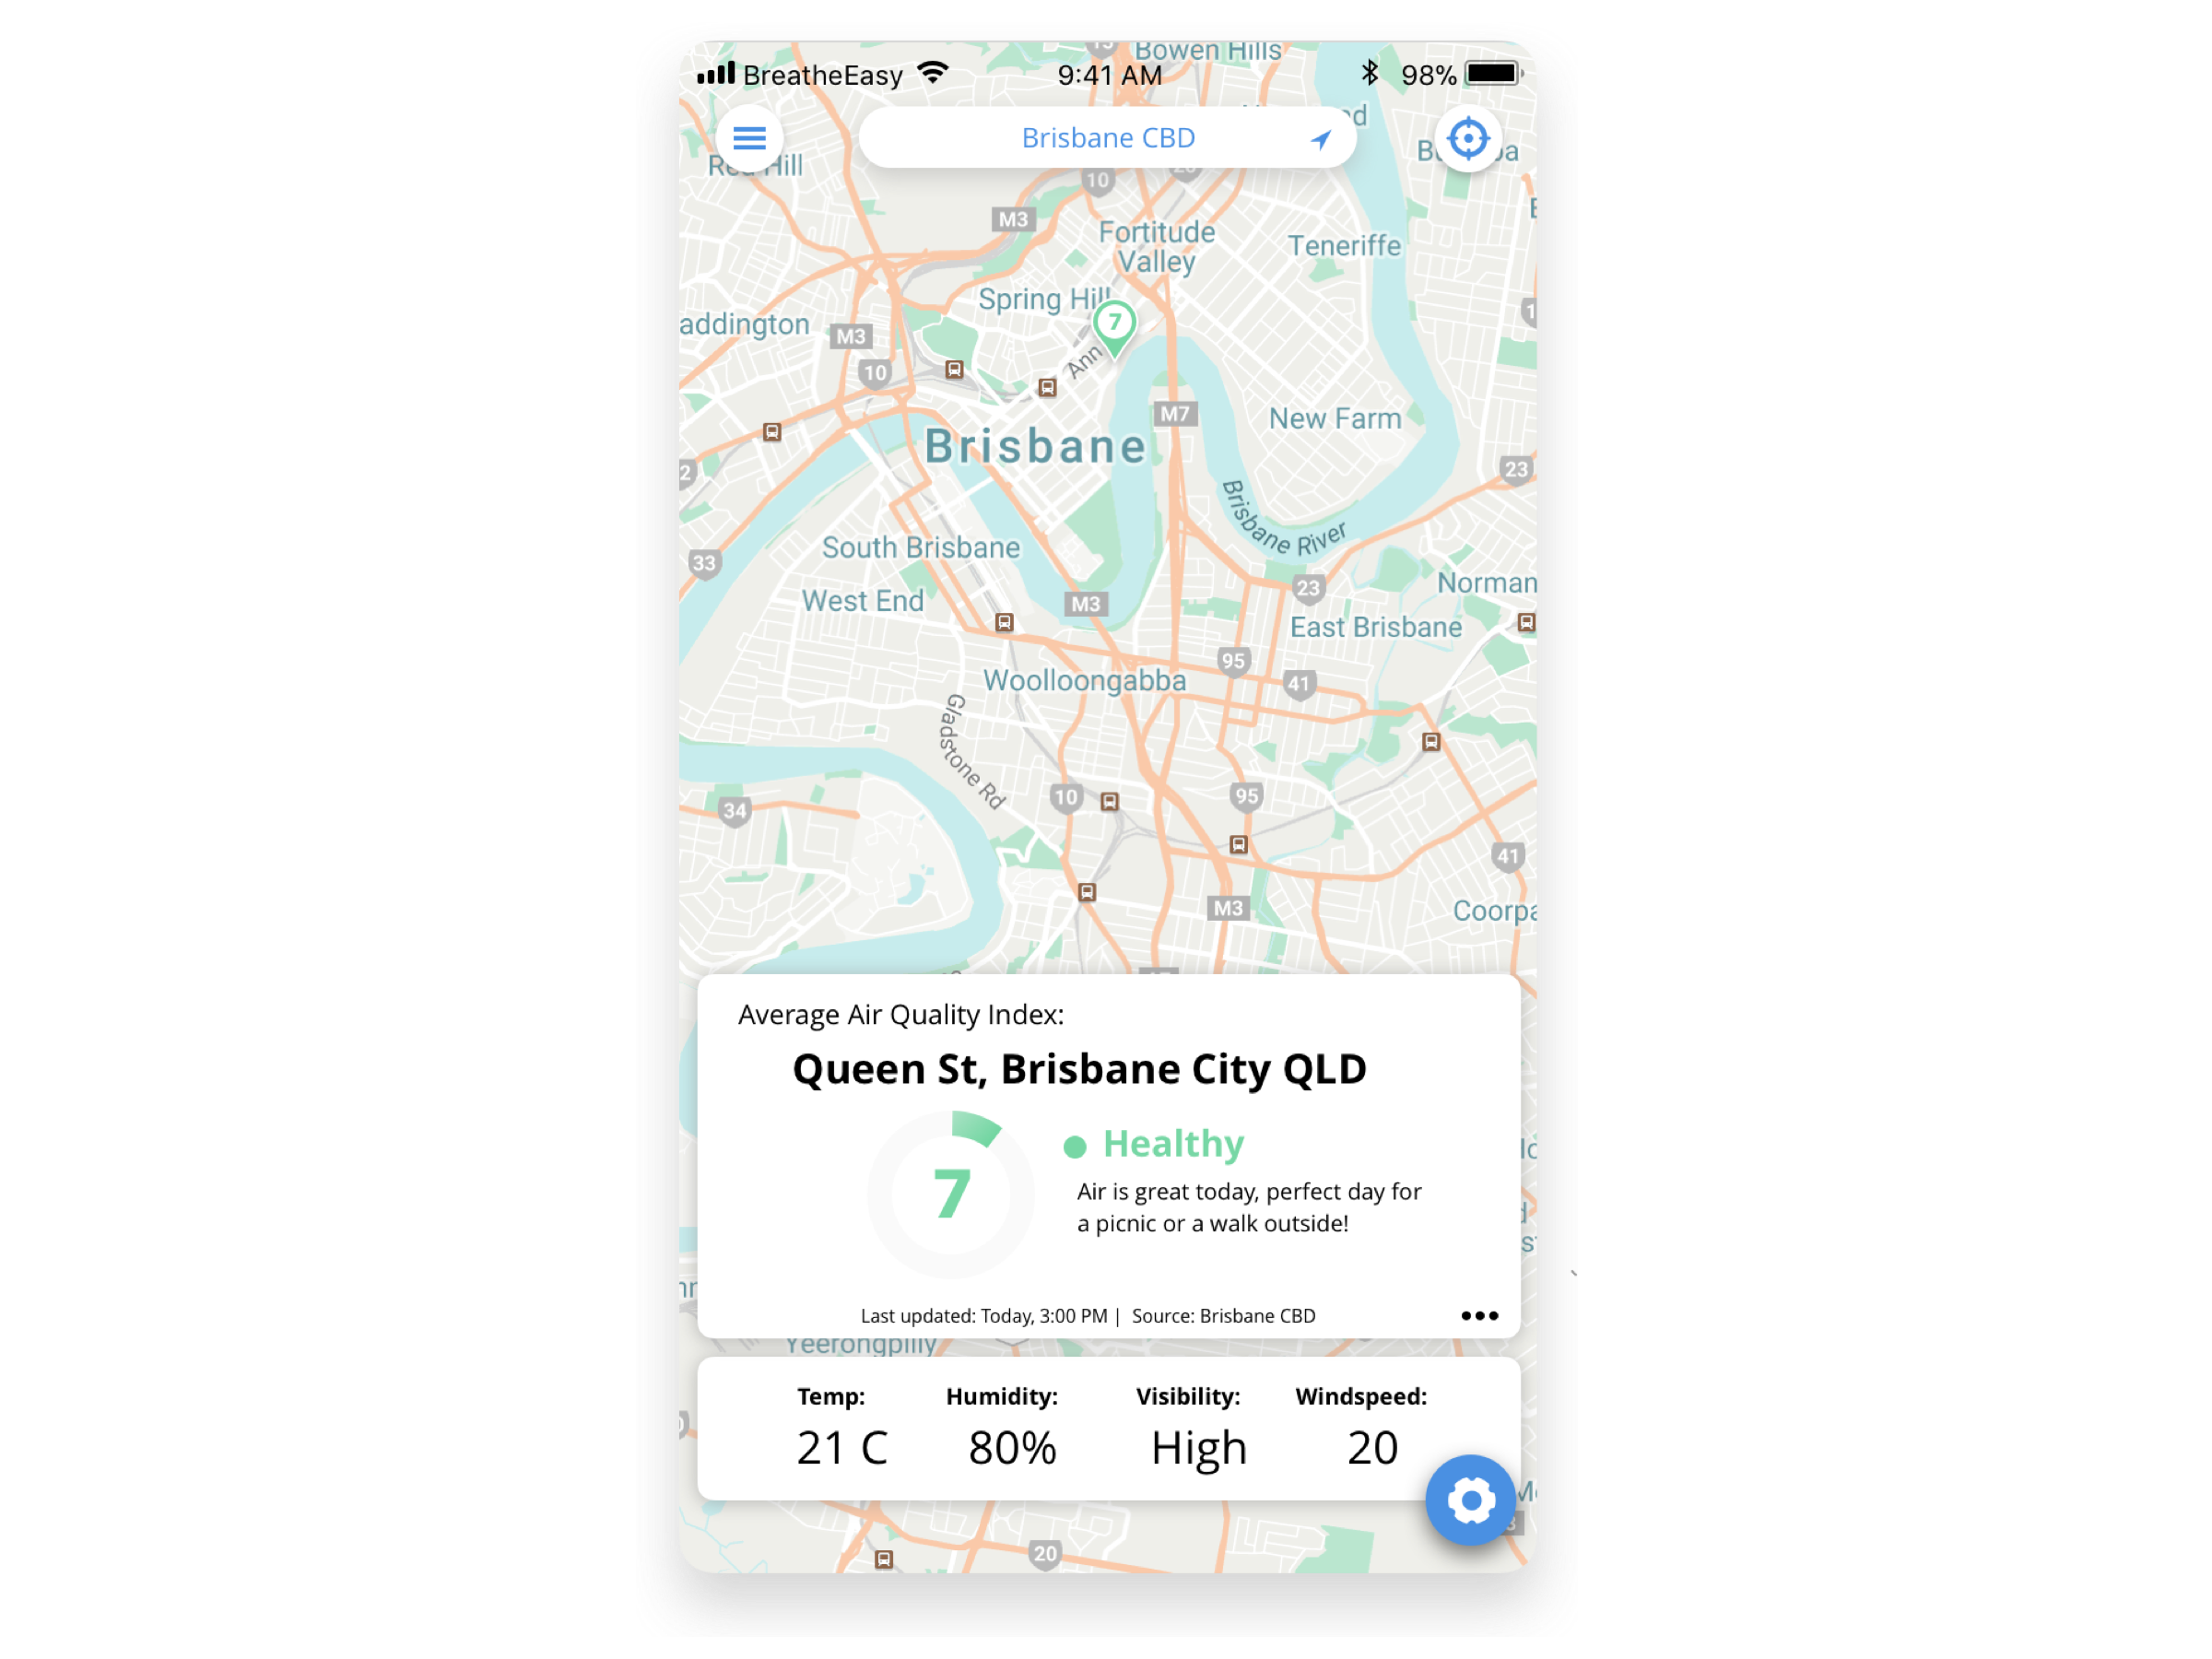 Bowen Hills
BreatheEasy 9:41 AM 98%
Brisbane CBD
Hill
10
M3
Fortitude
Valley
Teneriffe
Spring Hill
7
addington
M3
Ann
10
M7
New Farm
Brisbane
2
23
Brisbane River
South Brisbane
33
23
Norman
West End
M3
East Brisbane
95
Woolloongabba
41
Gladstone Rd
10
95
34
41
M3
Coorpa
Average Air Quality Index:
Queen St, Brisbane City QLD
7
Healthy
Air is great today, perfect day for
a picnic or a walk outside!
Last updated: Today, 3:00 PM | Source: Brisbane CBD
Yeerongpilly
Temp: Humidity: Visibility: Windspeed:
21 C 80% High 20
20